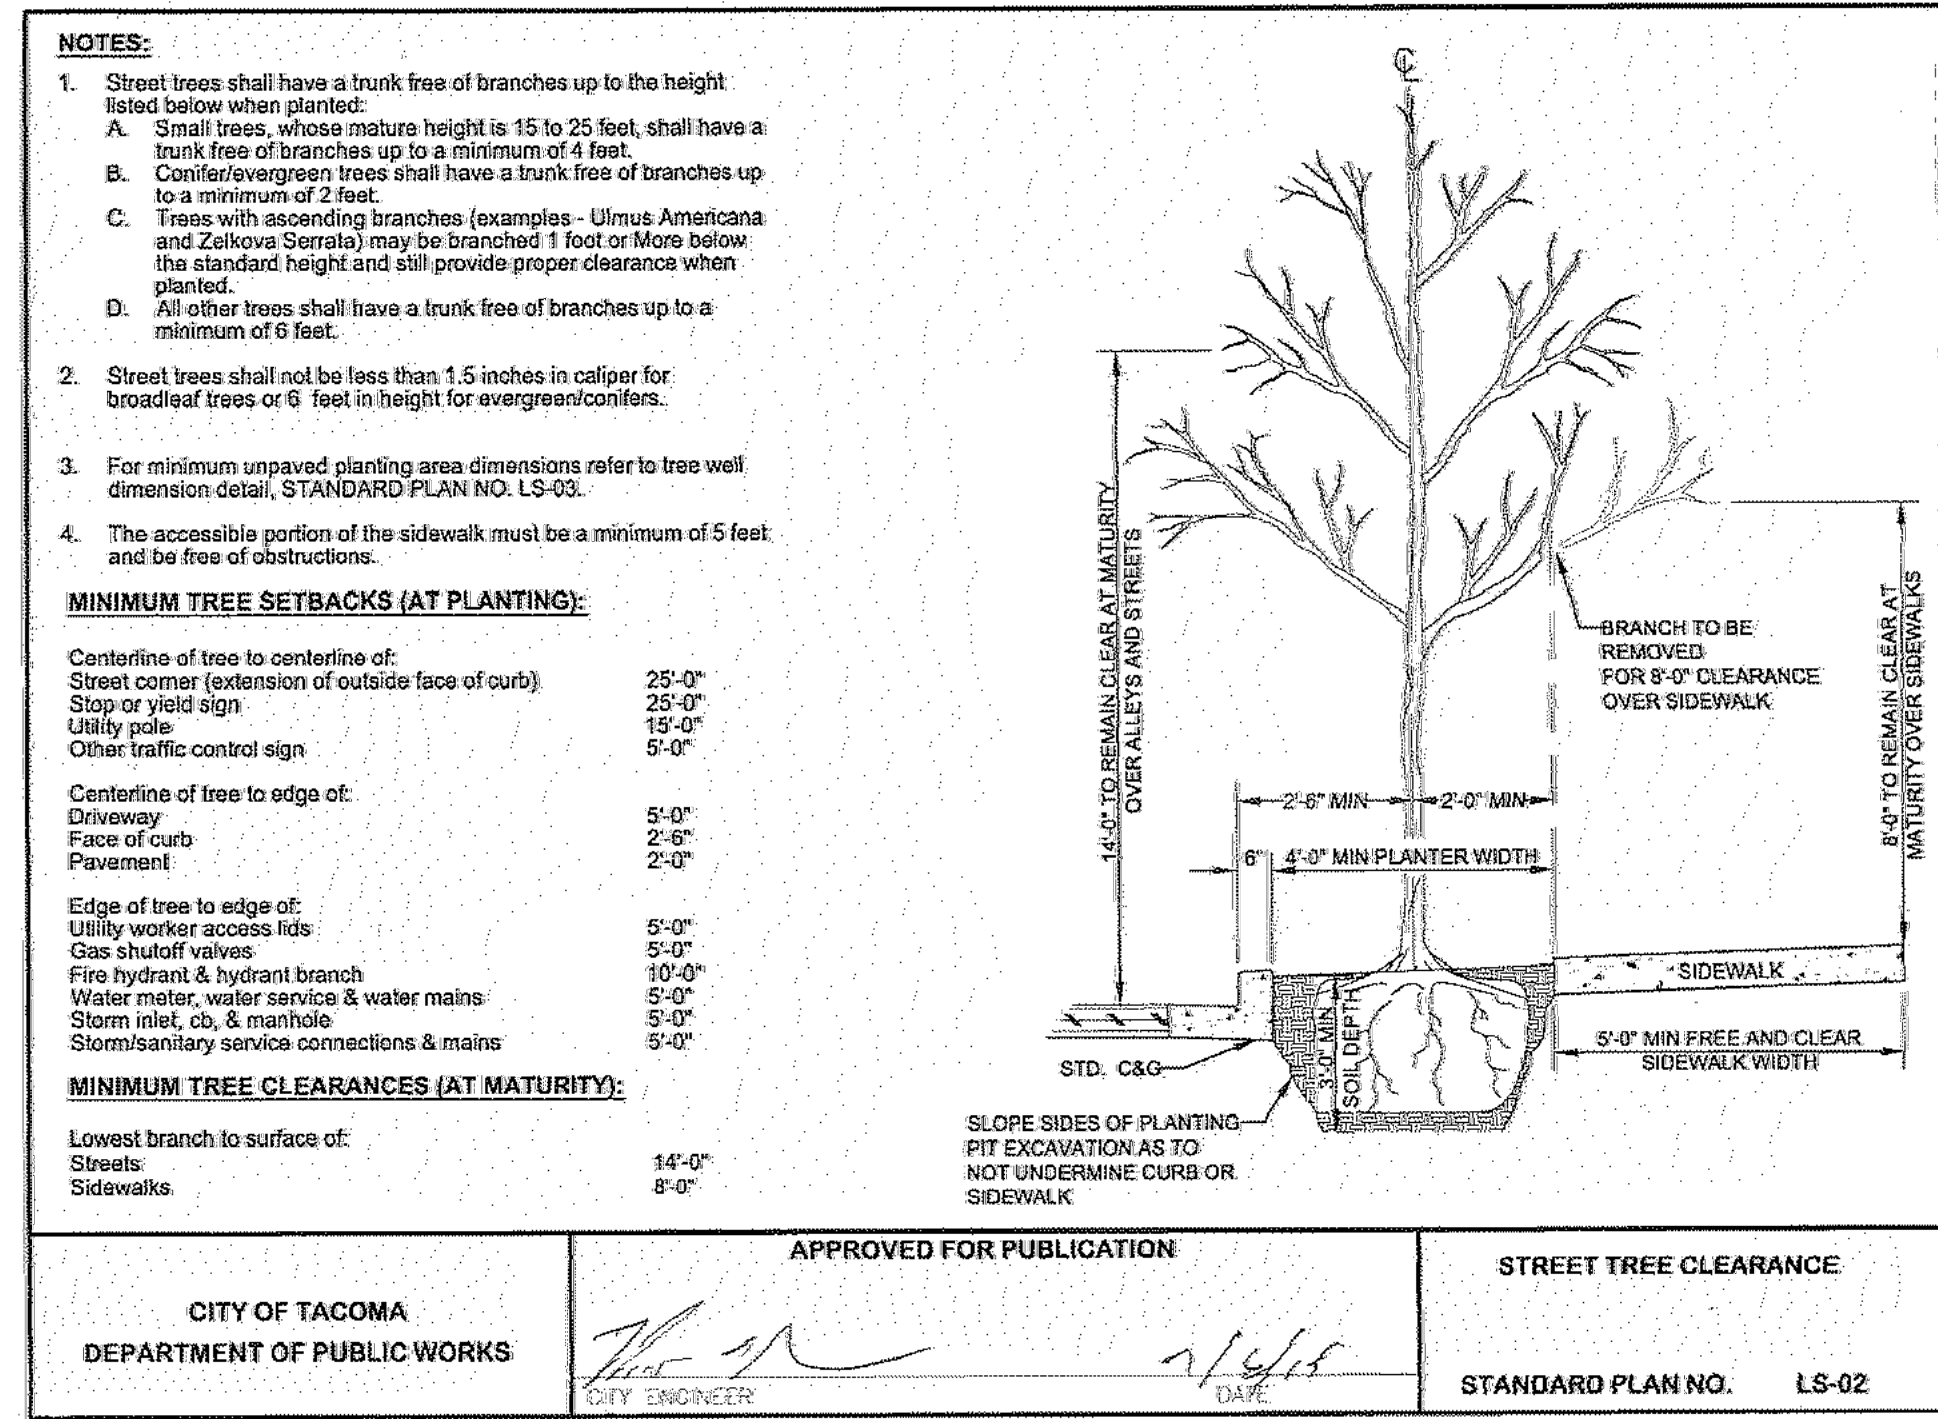 NOTES:
1. Street trees shall have a trunk free of branches up to the height
listed below when planted:
A. Small trees, whose mature height is 15 to 25 feet, shall have a
trunk free of branches up to a minimum of 4 feet.
B. Conifer/evergreen trees shall have a trunk free of branches up
to a minimum of 2 feet.
C. Trees with ascending branches (examples - Ulmus Americana
and Zelkova Serrata) may be branched 1 foot or More below
the standard height and still provide proper clearance when
planted.
D. All other trees shall have a trunk free of branches up to a
minimum of 6 feet.
2. Street trees shall not be less than 1.5 inches in caliper for
broadleaf trees or 6 feet in height for evergreen/conifers.
3. For minimum unpaved planting area dimensions refer to tree well
dimension detail, STANDARD PLAN NO. LS-03.
4. The accessible portion of the sidewalk must be a minimum of 5 feet
and be free of obstructions.
MINIMUM TREE SETBACKS (AT PLANTING):
Centerline of tree to centerline of:
Street corner (extension of outside face of curb) 25'-0"
Stop or yield sign 25'-0"
Utility pole 15'-0"
Other traffic control sign 5'-0"
Centerline of tree to edge of:
Driveway 5'-0"
Face of curb 2'-6"
Pavement 2'-0"
Edge of tree to edge of:
Utility worker access lids 5'-0"
Gas shutoff valves 5'-0"
Fire hydrant & hydrant branch 10'-0"
Water meter, water service & water mains 5'-0"
Storm inlet, cb, & manhole 5'-0"
Storm/sanitary service connections & mains 5'-0"
MINIMUM TREE CLEARANCES (AT MATURITY):
Lowest branch to surface of:
Streets 14'-0"
Sidewalks 8'-0"
℄
14'-0" TO REMAIN CLEAR AT MATURITY
OVER ALLEYS AND STREETS
BRANCH TO BE
REMOVED
FOR 8'-0" CLEARANCE
OVER SIDEWALK
8'-0" TO REMAIN CLEAR AT
MATURITY OVER SIDEWALKS
2'-6" MIN 2'-0" MIN
6" 4'-0" MIN PLANTER WIDTH
SIDEWALK
3'-0" MIN
SOIL DEPTH
5'-0" MIN FREE AND CLEAR
SIDEWALK WIDTH
STD. C&G
SLOPE SIDES OF PLANTING
PIT EXCAVATION AS TO
NOT UNDERMINE CURB OR
SIDEWALK
CITY OF TACOMA
DEPARTMENT OF PUBLIC WORKS
APPROVED FOR PUBLICATION
CITY ENGINEER
DATE
STREET TREE CLEARANCE
STANDARD PLAN NO. LS-02